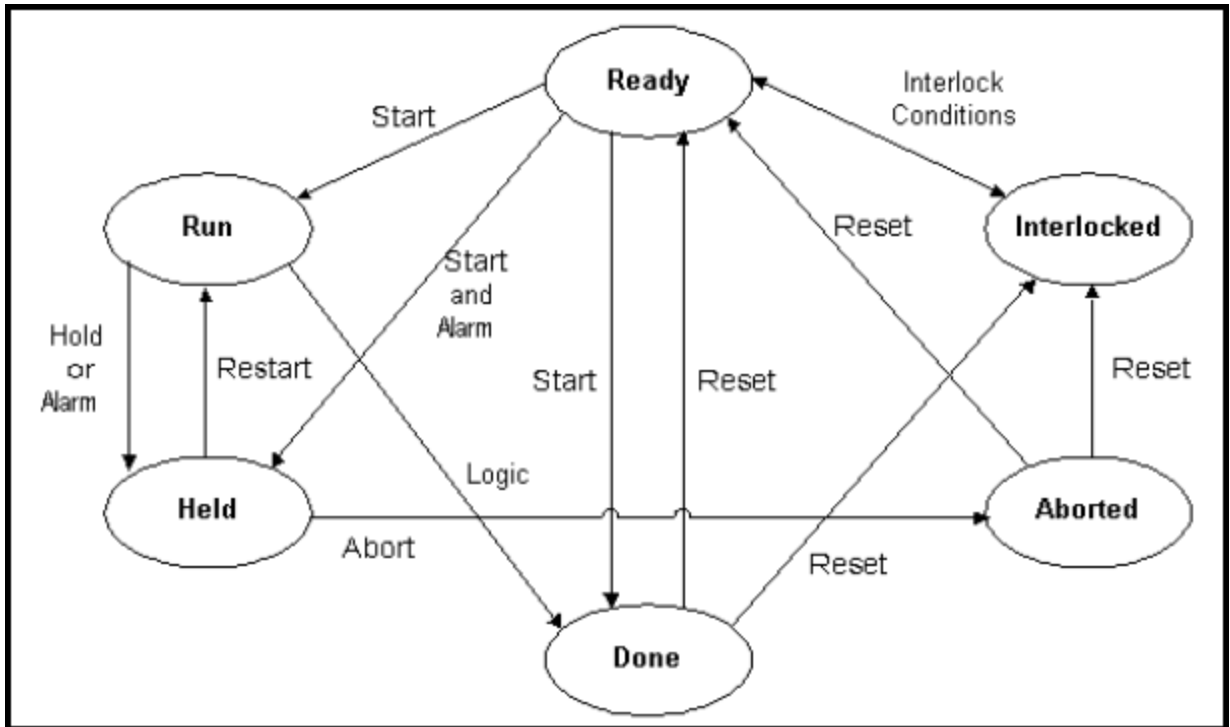 Ready
Interlock
Conditions
Start
Run
Reset
Interlocked
Start
and
Alarm
Hold
or
Alarm
Restart
Start
Reset
Reset
Logic
Held
Aborted
Abort
Reset
Done